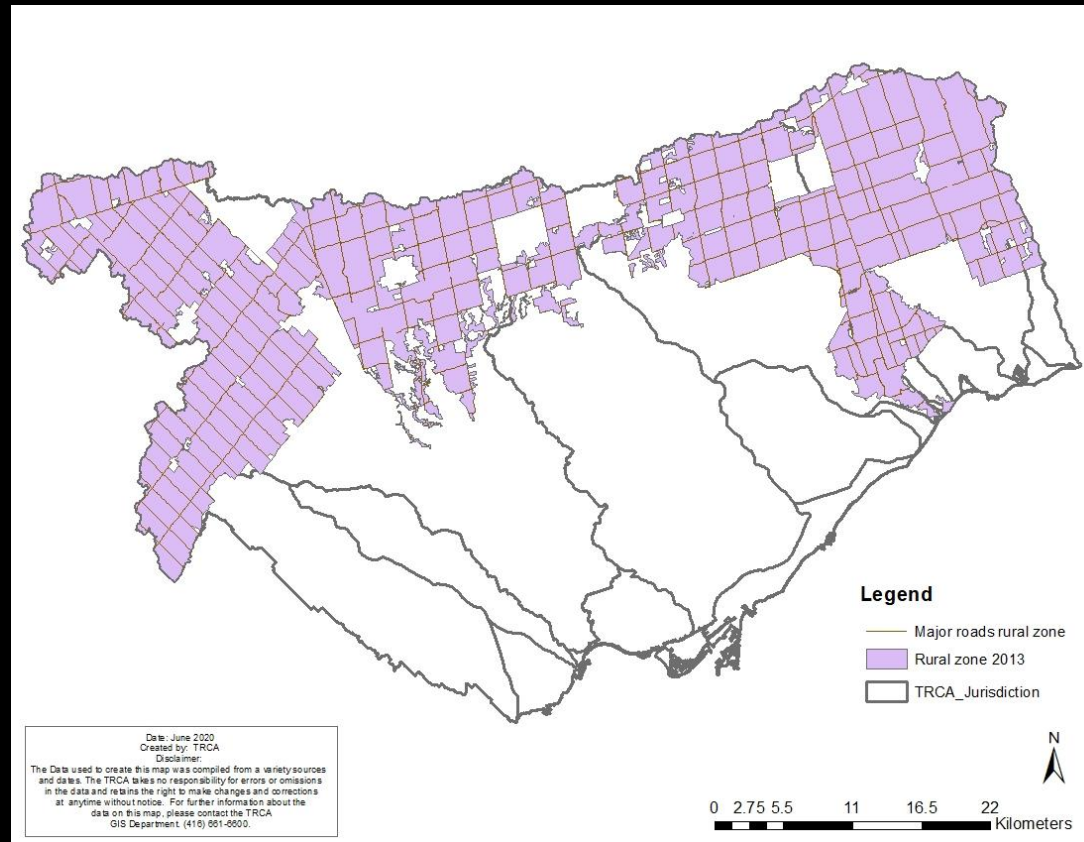 Legend
Major roads rural zone
Rural zone 2013
TRCA_Jurisdiction
N
0 2.75 5.5 11 16.5 22
Kilometers
Date: June 2020
Created by: TRCA
Disclaimer:
The Data used to create this map was compiled from a variety sources
and dates. The TRCA takes no responsibility for errors or omissions
in the data and retains the right to make changes and corrections
at anytime without notice. For further information about the
data on this map, please contact the TRCA
GIS Department. (416) 661-6600.